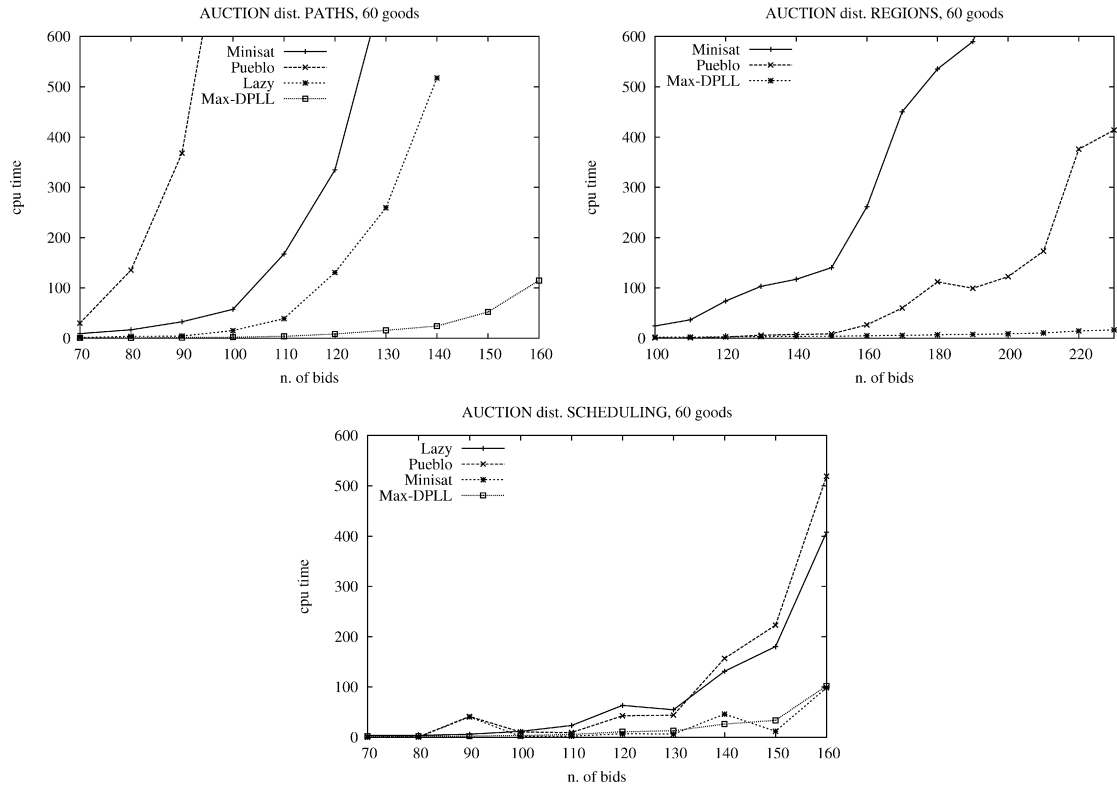 AUCTION dist. PATHS, 60 goods
600
500
400
300
200
100
0
cpu time
Minisat
Pueblo
Lazy
Max-DPLL
70 80 90 100 110 120 130 140 150 160
n. of bids
AUCTION dist. REGIONS, 60 goods
600
500
400
300
200
100
0
cpu time
Minisat
Pueblo
Max-DPLL
100 120 140 160 180 200 220
n. of bids
AUCTION dist. SCHEDULING, 60 goods
600
500
400
300
200
100
0
cpu time
Lazy
Pueblo
Minisat
Max-DPLL
70 80 90 100 110 120 130 140 150 160
n. of bids